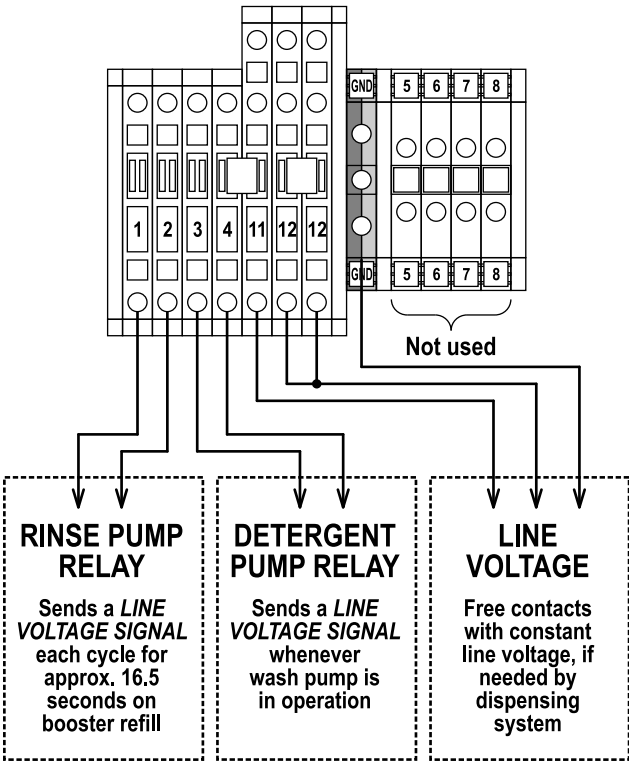 GND 5 6 7 8
1 2 3 4 11 12 12
GND 5 6 7 8
Not used
RINSE PUMP
RELAY
Sends a LINE
VOLTAGE SIGNAL
each cycle for
approx. 16.5
seconds on
booster refill
DETERGENT
PUMP RELAY
Sends a LINE
VOLTAGE SIGNAL
whenever
wash pump is
in operation
LINE
VOLTAGE
Free contacts
with constant
line voltage, if
needed by
dispensing
system